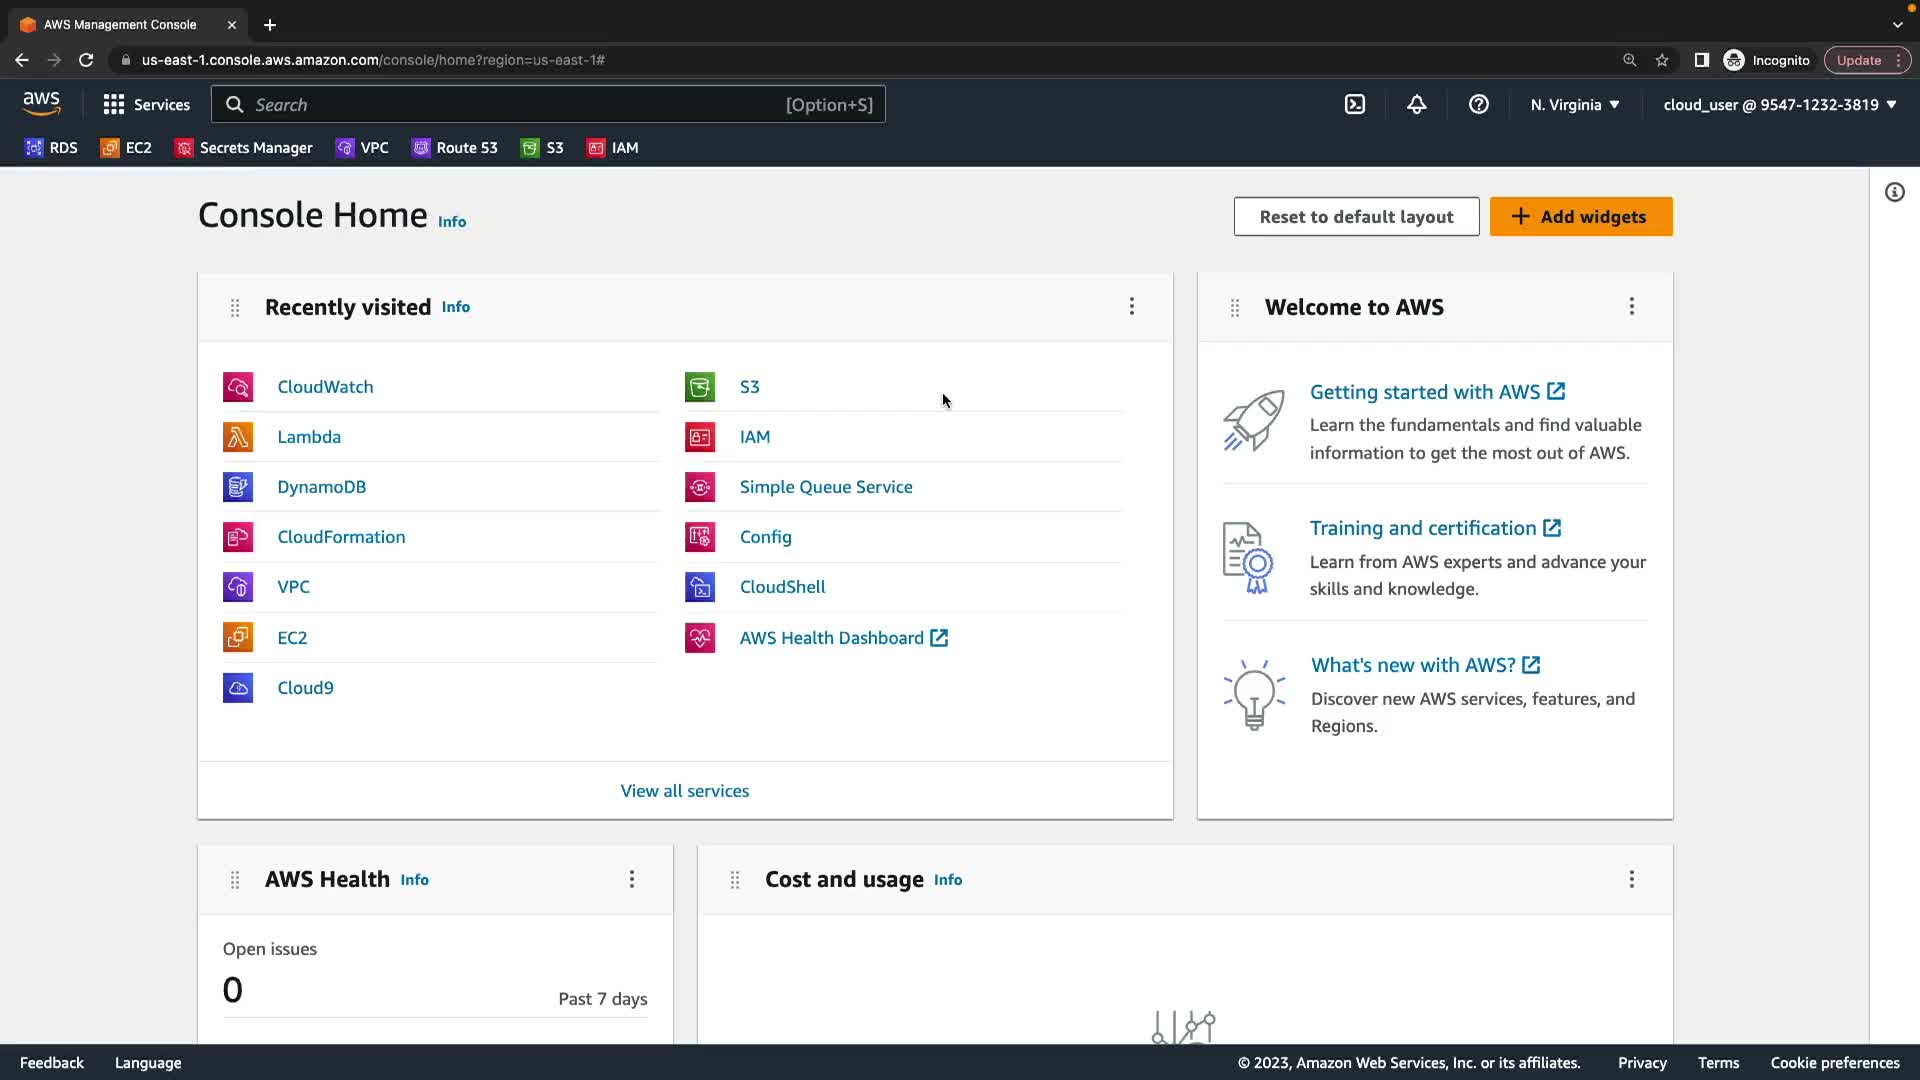 AWS Management Console
us-east-1.console.aws.amazon.com/console/home?region=us-east-1#
Incognito
Update
aws
Services
Search
[Option+S]
N. Virginia
cloud_user @ 9547-1232-3819
RDS
EC2
Secrets Manager
VPC
Route 53
S3
IAM
Console Home Info
Reset to default layout
Add widgets
Recently visited Info
CloudWatch
Lambda
DynamoDB
CloudFormation
VPC
EC2
Cloud9
S3
IAM
Simple Queue Service
Config
CloudShell
AWS Health Dashboard
View all services
Welcome to AWS
Getting started with AWS
Learn the fundamentals and find valuable
information to get the most out of AWS.
Training and certification
Learn from AWS experts and advance your
skills and knowledge.
What's new with AWS?
Discover new AWS services, features, and
Regions.
AWS Health Info
Open issues
0
Past 7 days
Cost and usage Info
Feedback
Language
© 2023, Amazon Web Services, Inc. or its affiliates.
Privacy
Terms
Cookie preferences